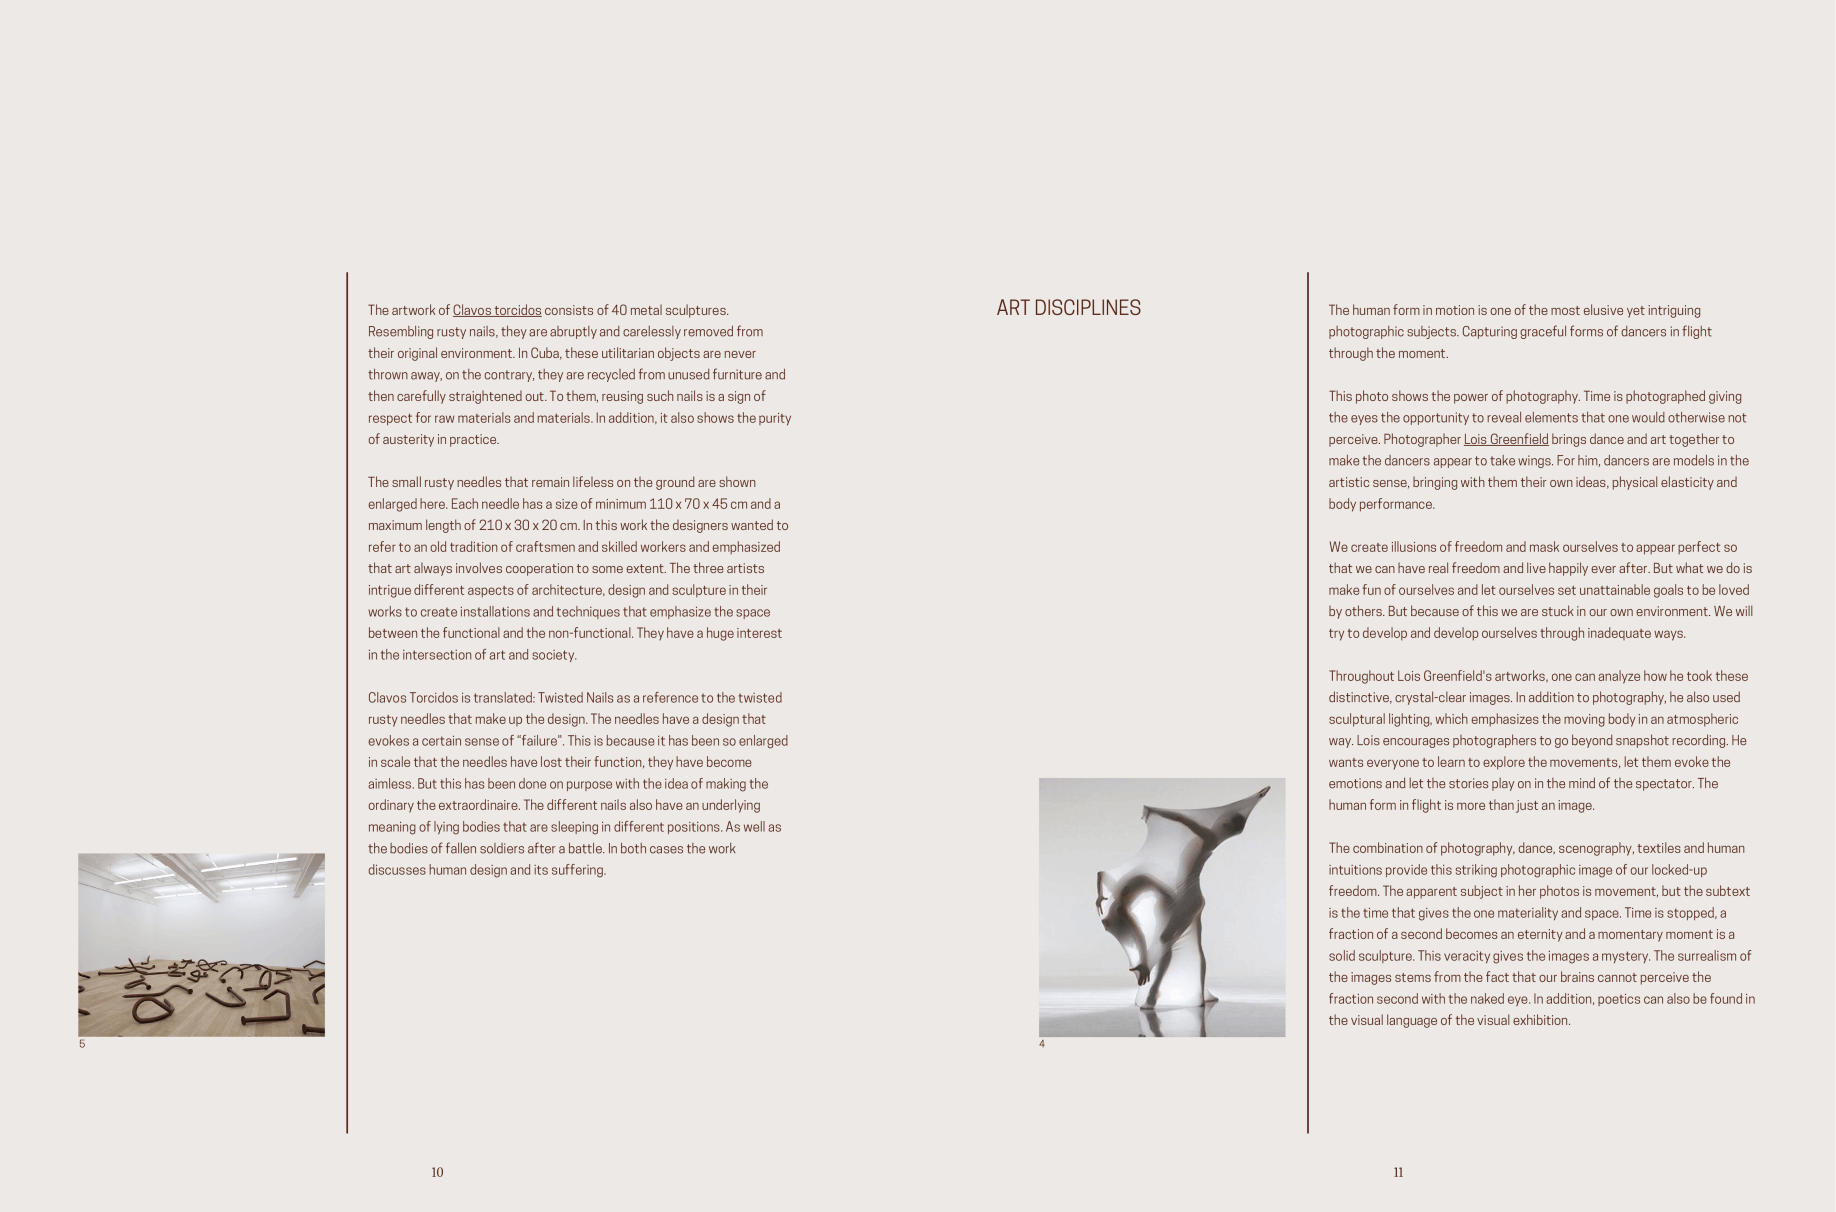 The artwork of Clavos torcidos consists of 40 metal sculptures.
Resembling rusty nails, they are abruptly and carelessly removed from
their original environment. In Cuba, these utilitarian objects are never
thrown away, on the contrary, they are recycled from unused furniture and
then carefully straightened out. To them, reusing such nails is a sign of
respect for raw materials and materials. In addition, it also shows the purity
of austerity in practice.
The small rusty needles that remain lifeless on the ground are shown
enlarged here. Each needle has a size of minimum 110 x 70 x 45 cm and a
maximum length of 210 x 30 x 20 cm. In this work the designers wanted to
refer to an old tradition of craftsmen and skilled workers and emphasized
that art always involves cooperation to some extent. The three artists
intrigue different aspects of architecture, design and sculpture in their
works to create installations and techniques that emphasize the space
between the functional and the non-functional. They have a huge interest
in the intersection of art and society.
Clavos Torcidos is translated: Twisted Nails as a reference to the twisted
rusty needles that make up the design. The needles have a design that
evokes a certain sense of “failure”. This is because it has been so enlarged
in scale that the needles have lost their function, they have become
aimless. But this has been done on purpose with the idea of making the
ordinary the extraordinaire. The different nails also have an underlying
meaning of lying bodies that are sleeping in different positions. As well as
the bodies of fallen soldiers after a battle. In both cases the work
discusses human design and its suffering.
5
10
ART DISCIPLINES
The human form in motion is one of the most elusive yet intriguing
photographic subjects. Capturing graceful forms of dancers in flight
through the moment.
This photo shows the power of photography. Time is photographed giving
the eyes the opportunity to reveal elements that one would otherwise not
perceive. Photographer Lois Greenfield brings dance and art together to
make the dancers appear to take wings. For him, dancers are models in the
artistic sense, bringing with them their own ideas, physical elasticity and
body performance.
We create illusions of freedom and mask ourselves to appear perfect so
that we can have real freedom and live happily ever after. But what we do is
make fun of ourselves and let ourselves set unattainable goals to be loved
by others. But because of this we are stuck in our own environment. We will
try to develop and develop ourselves through inadequate ways.
Throughout Lois Greenfield's artworks, one can analyze how he took these
distinctive, crystal-clear images. In addition to photography, he also used
sculptural lighting, which emphasizes the moving body in an atmospheric
way. Lois encourages photographers to go beyond snapshot recording. He
wants everyone to learn to explore the movements, let them evoke the
emotions and let the stories play on in the mind of the spectator. The
human form in flight is more than just an image.
The combination of photography, dance, scenography, textiles and human
intuitions provide this striking photographic image of our locked-up
freedom. The apparent subject in her photos is movement, but the subtext
is the time that gives the one materiality and space. Time is stopped, a
fraction of a second becomes an eternity and a momentary moment is a
solid sculpture. This veracity gives the images a mystery. The surrealism of
the images stems from the fact that our brains cannot perceive the
fraction second with the naked eye. In addition, poetics can also be found in
the visual language of the visual exhibition.
4
11